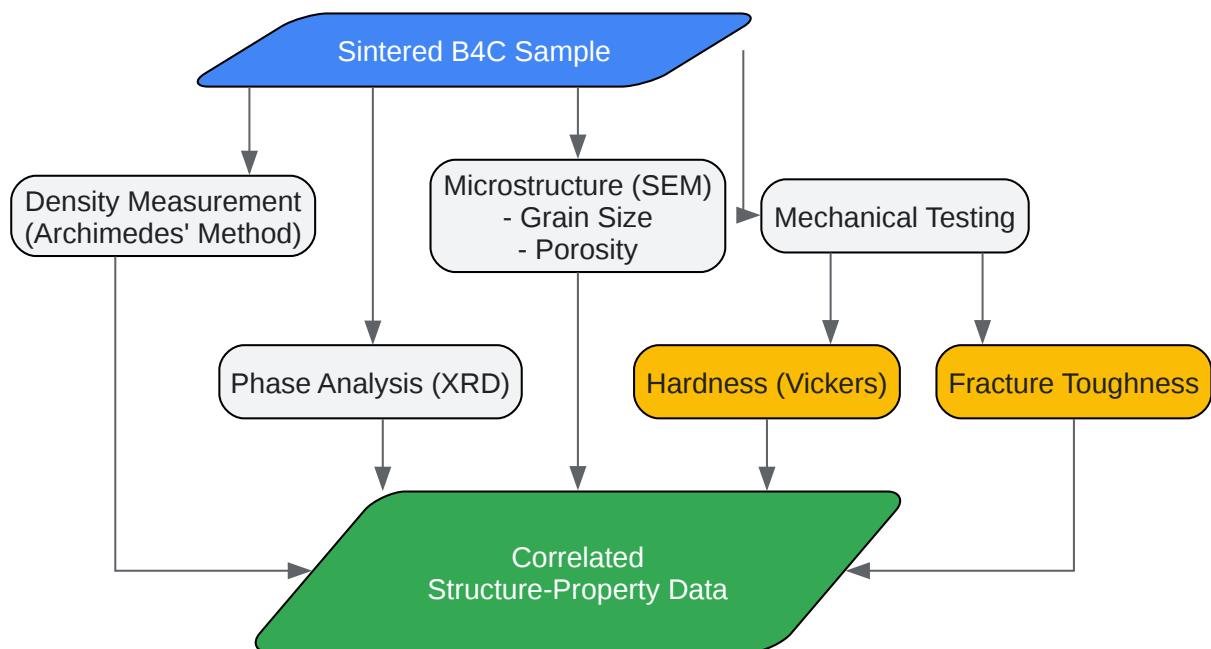 Sintered B4C Sample
Density Measurement
(Archimedes' Method)
Microstructure (SEM)
- Grain Size
- Porosity
Mechanical Testing
Phase Analysis (XRD)
Hardness (Vickers)
Fracture Toughness
Correlated
Structure-Property Data